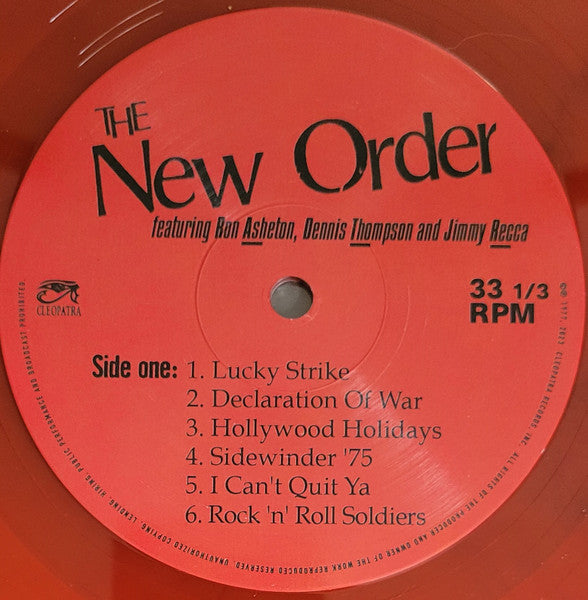 THE
New Order
featuring Ron Asheton, Dennis Thompson and Jimmy Recca
CLEOPATRA
33 1/3
RPM
Side one: 1. Lucky Strike
2. Declaration Of War
3. Hollywood Holidays
4. Sidewinder '75
5. I Can't Quit Ya
6. Rock 'n' Roll Soldiers
℗© 1977, 2023 CLEOPATRA RECORDS, INC. ALL RIGHTS OF THE PRODUCER AND OWNER OF THE WORK REPRODUCED RESERVED. UNAUTHORIZED COPYING, LENDING, HIRING, PUBLIC PERFORMANCE AND BROADCAST PROHIBITED.